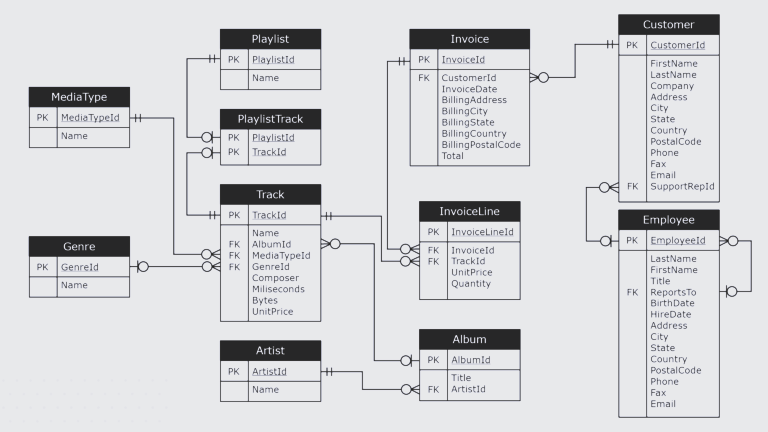 Playlist
PK PlaylistId
Name
MediaType
PK MediaTypeId
Name
PlaylistTrack
PK PlaylistId
PK TrackId
Track
PK TrackId
Name
FK AlbumId
FK MediaTypeId
FK GenreId
Composer
Miliseconds
Bytes
UnitPrice
Genre
PK GenreId
Name
Artist
PK ArtistId
Name
Invoice
PK InvoiceId
FK CustomerId
InvoiceDate
BillingAddress
BillingCity
BillingState
BillingCountry
BillingPostalCode
Total
InvoiceLine
PK InvoiceLineId
FK InvoiceId
FK TrackId
UnitPrice
Quantity
Album
PK AlbumId
Title
FK ArtistId
Customer
PK CustomerId
FirstName
LastName
Company
Address
City
State
Country
PostalCode
Phone
Fax
Email
FK SupportRepId
Employee
PK EmployeeId
LastName
FirstName
Title
FK ReportsTo
BirthDate
HireDate
Address
City
State
Country
PostalCode
Phone
Fax
Email